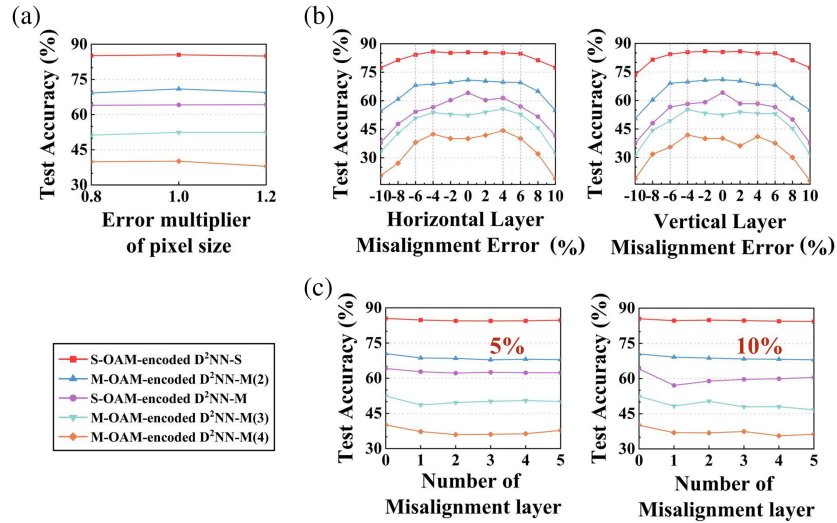 (a)
90
75
60
45
30
Test Accuracy (%)
0.8 1.0 1.2
Error multiplier
of pixel size
(b)
90
75
60
45
30
Test Accuracy (%)
-10 -8 -6 -4 -2 0 2 4 6 8 10
Horizontal Layer
Misalignment Error (%)
90
75
60
45
30
Test Accuracy (%)
-10 -8 -6 -4 -2 0 2 4 6 8 10
Vertical Layer
Misalignment Error (%)
S-OAM-encoded D²NN-S
M-OAM-encoded D²NN-M(2)
S-OAM-encoded D²NN-M
M-OAM-encoded D²NN-M(3)
M-OAM-encoded D²NN-M(4)
(c)
90
75
60
45
30
Test Accuracy (%)
5%
0 1 2 3 4 5
Number of
Misalignment layer
90
75
60
45
30
Test Accuracy (%)
10%
0 1 2 3 4 5
Number of
Misalignment layer